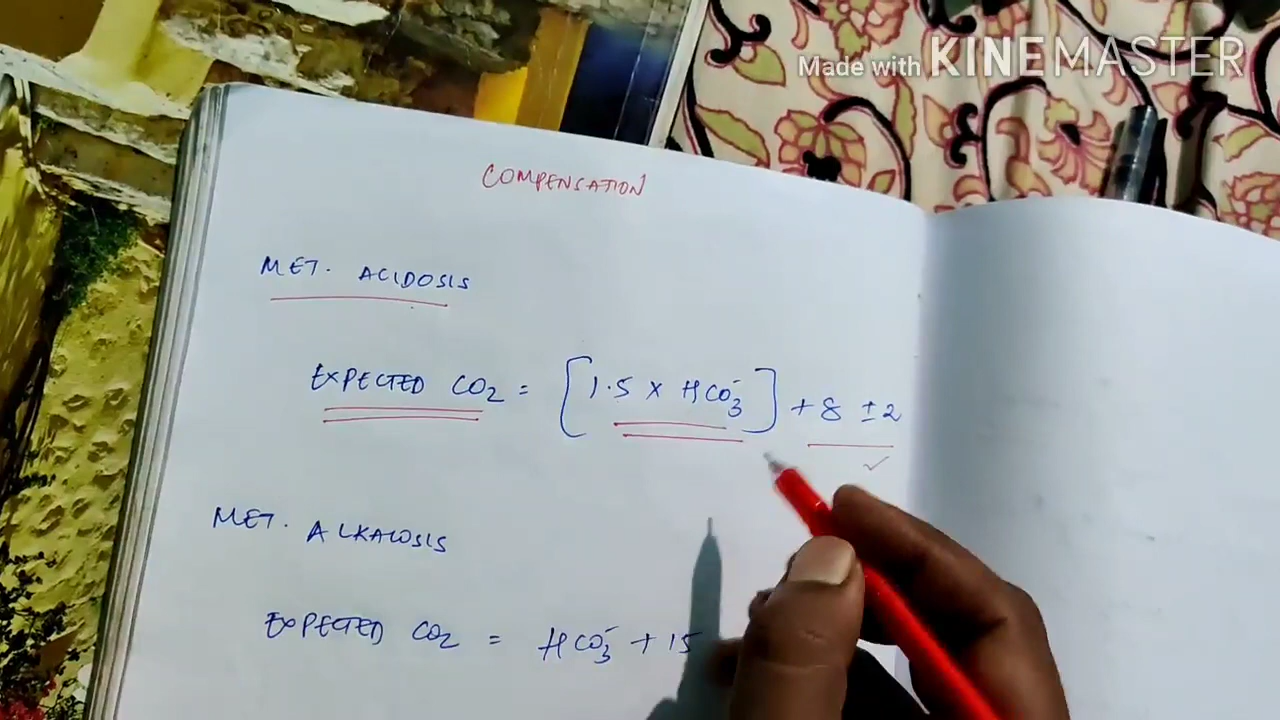 Made with KINEMASTER
COMPENSATION
MET. ACIDOSIS
EXPECTED CO₂ = [1.5 x HCO₃⁻] + 8 ± 2
MET. ALKALOSIS
EXPECTED CO₂ = HCO₃⁻ + 15